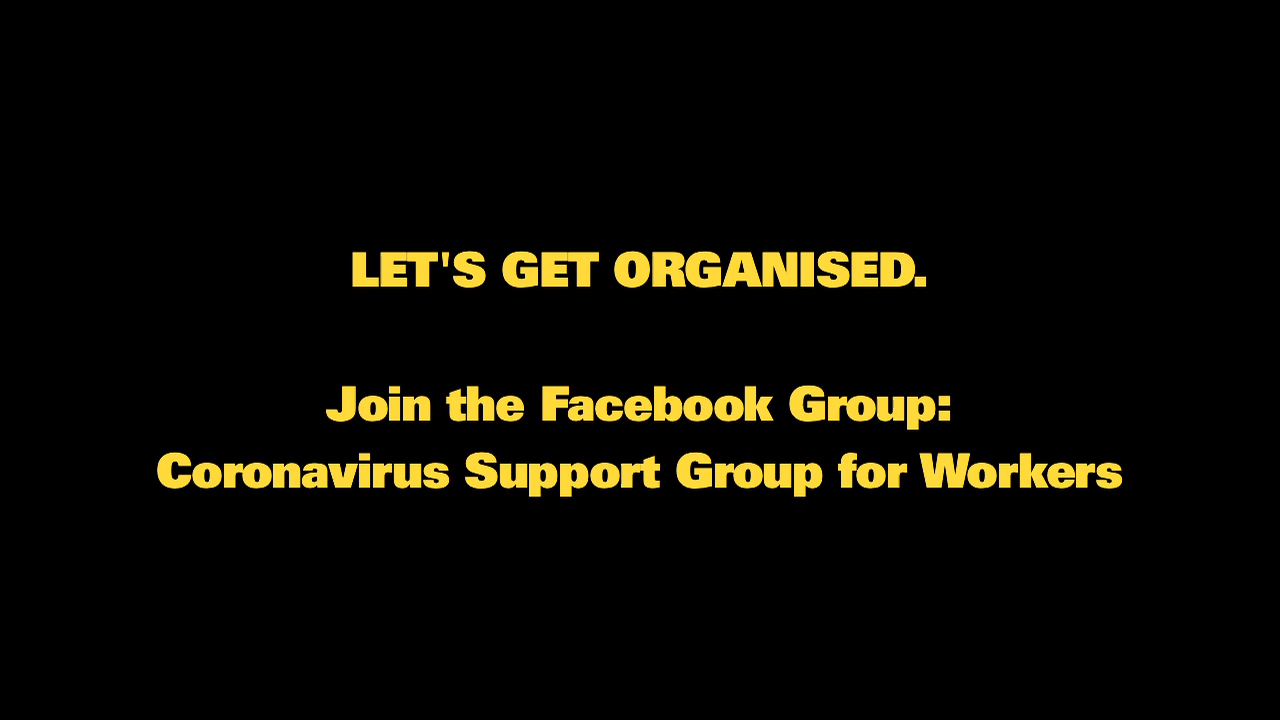 LET'S GET ORGANISED.
Join the Facebook Group:
Coronavirus Support Group for Workers